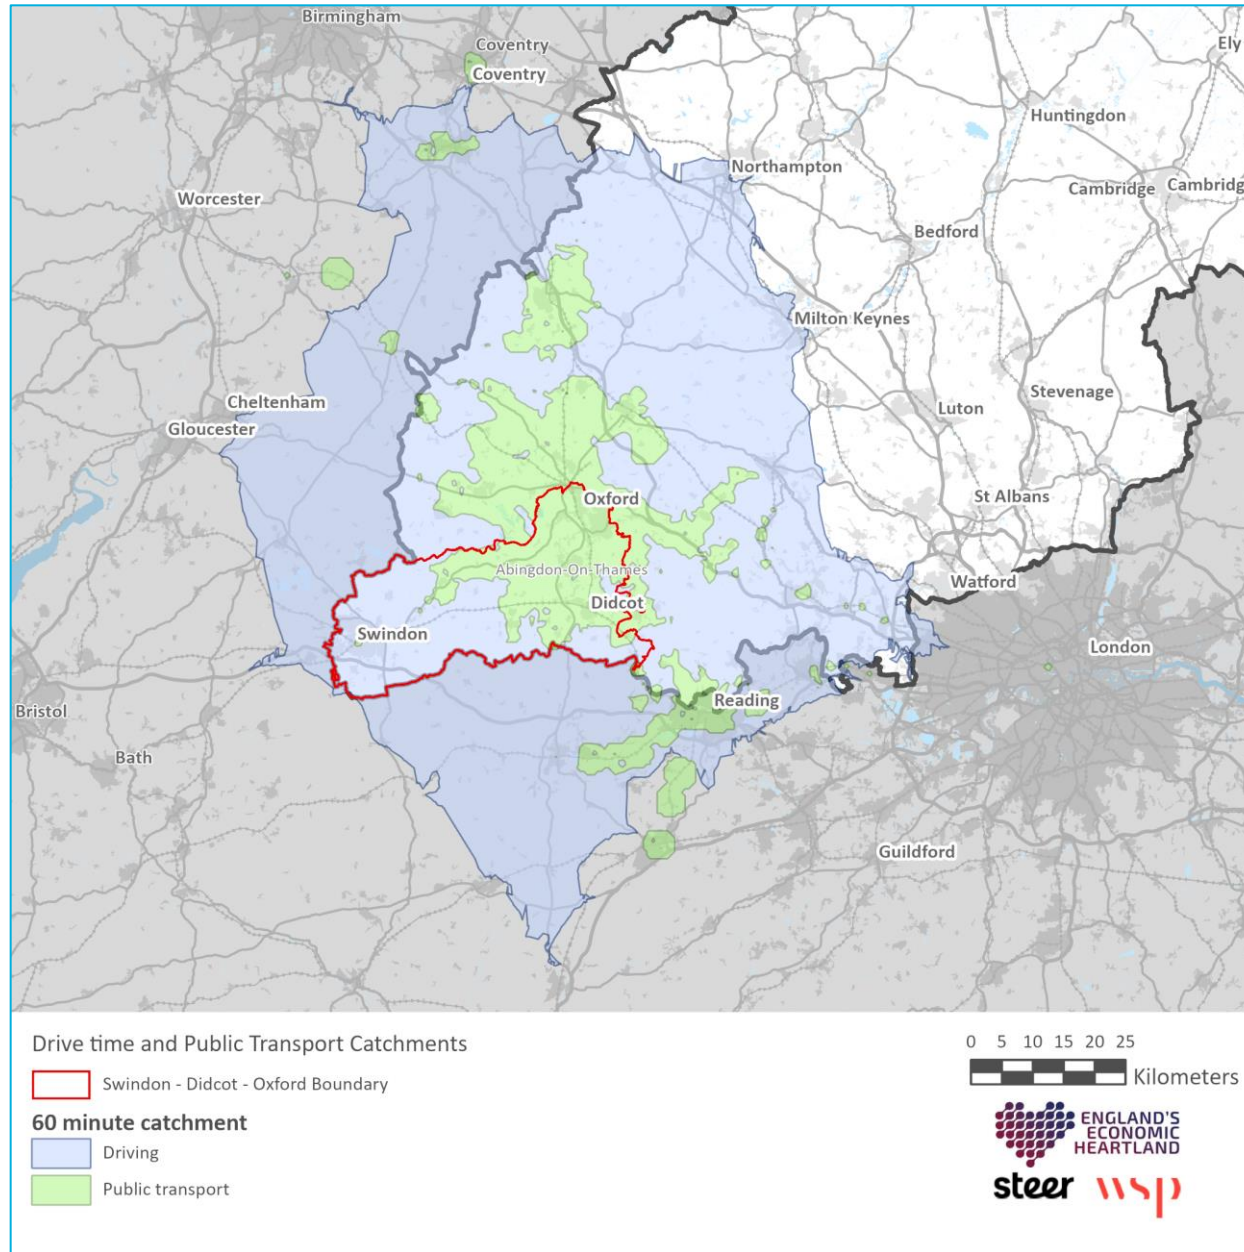 Birmingham
Coventry
Coventry
Ely
Huntingdon
Northampton
Cambridge
Cambridg
Worcester
Bedford
Milton Keynes
Stevenage
Cheltenham
Luton
Gloucester
St Albans
Oxford
Abingdon-On-Thames
Watford
Didcot
Swindon
London
Reading
Bristol
Bath
Guildford
Drive time and Public Transport Catchments
Swindon - Didcot - Oxford Boundary
60 minute catchment
Driving
Public transport
0 5 10 15 20 25
Kilometers
ENGLAND'S
ECONOMIC
HEARTLAND
steer wsp